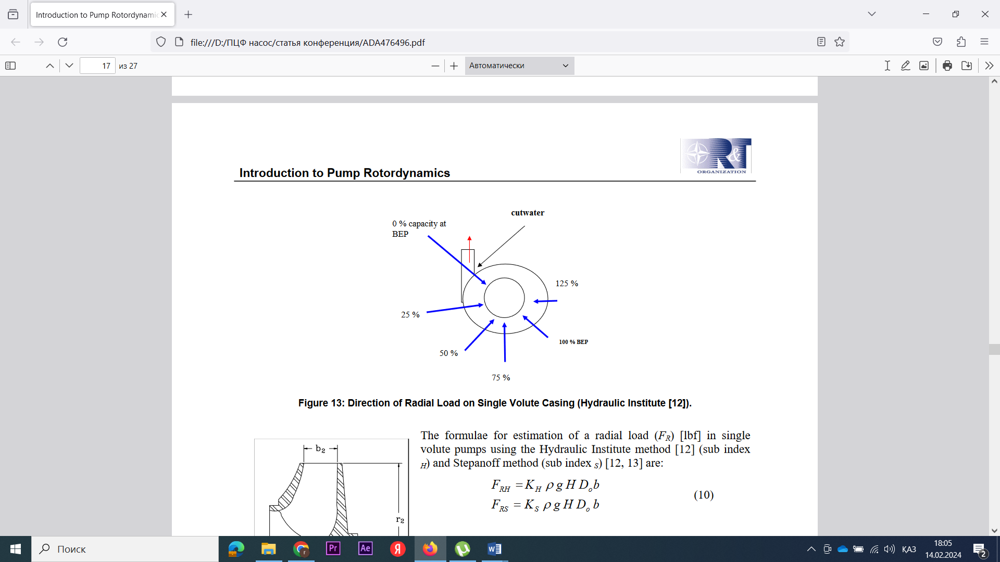 Introduction to Pump Rotordynamic
file:///D:/ПЦФ насос/статья конференция/ADA476496.pdf
17 из 27
Автоматически
R&T
ORGANIZATION
Introduction to Pump Rotordynamics
cutwater
0 % capacity at
BEP
125 %
25 %
100 % BEP
50 %
75 %
Figure 13: Direction of Radial Load on Single Volute Casing (Hydraulic Institute [12]).
b2
r2
The formulae for estimation of a radial load (FR) [lbf] in single
volute pumps using the Hydraulic Institute method [12] (sub index
H) and Stepanoff method (sub index S) [12, 13] are:
FRH = KH ρ g H Do b
FRS = KS ρ g H Do b
(10)
Поиск
Pr
Ae
Я
ҚАЗ
18:05
14.02.2024
2